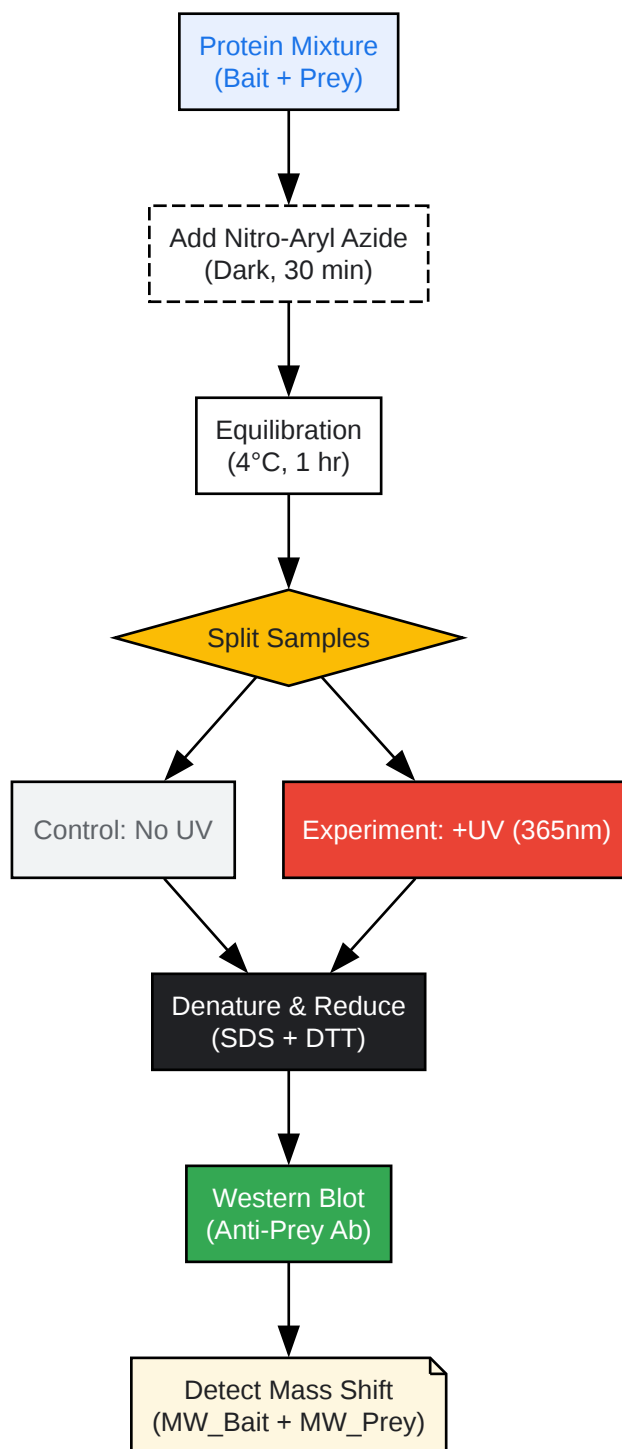 Protein Mixture
(Bait + Prey)
Add Nitro-Aryl Azide
(Dark, 30 min)
Equilibration
(4°C, 1 hr)
Split Samples
Control: No UV
Experiment: +UV (365nm)
Denature & Reduce
(SDS + DTT)
Western Blot
(Anti-Prey Ab)
Detect Mass Shift
(MW_Bait + MW_Prey)